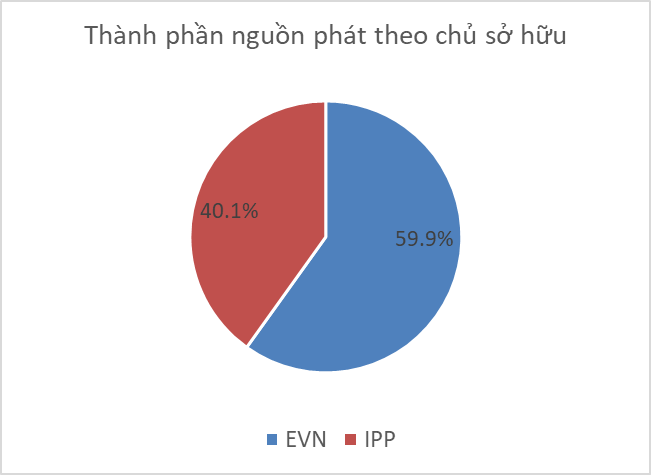 Thành phần nguồn phát theo chủ sở hữu
40.1%
59.9%
EVN IPP